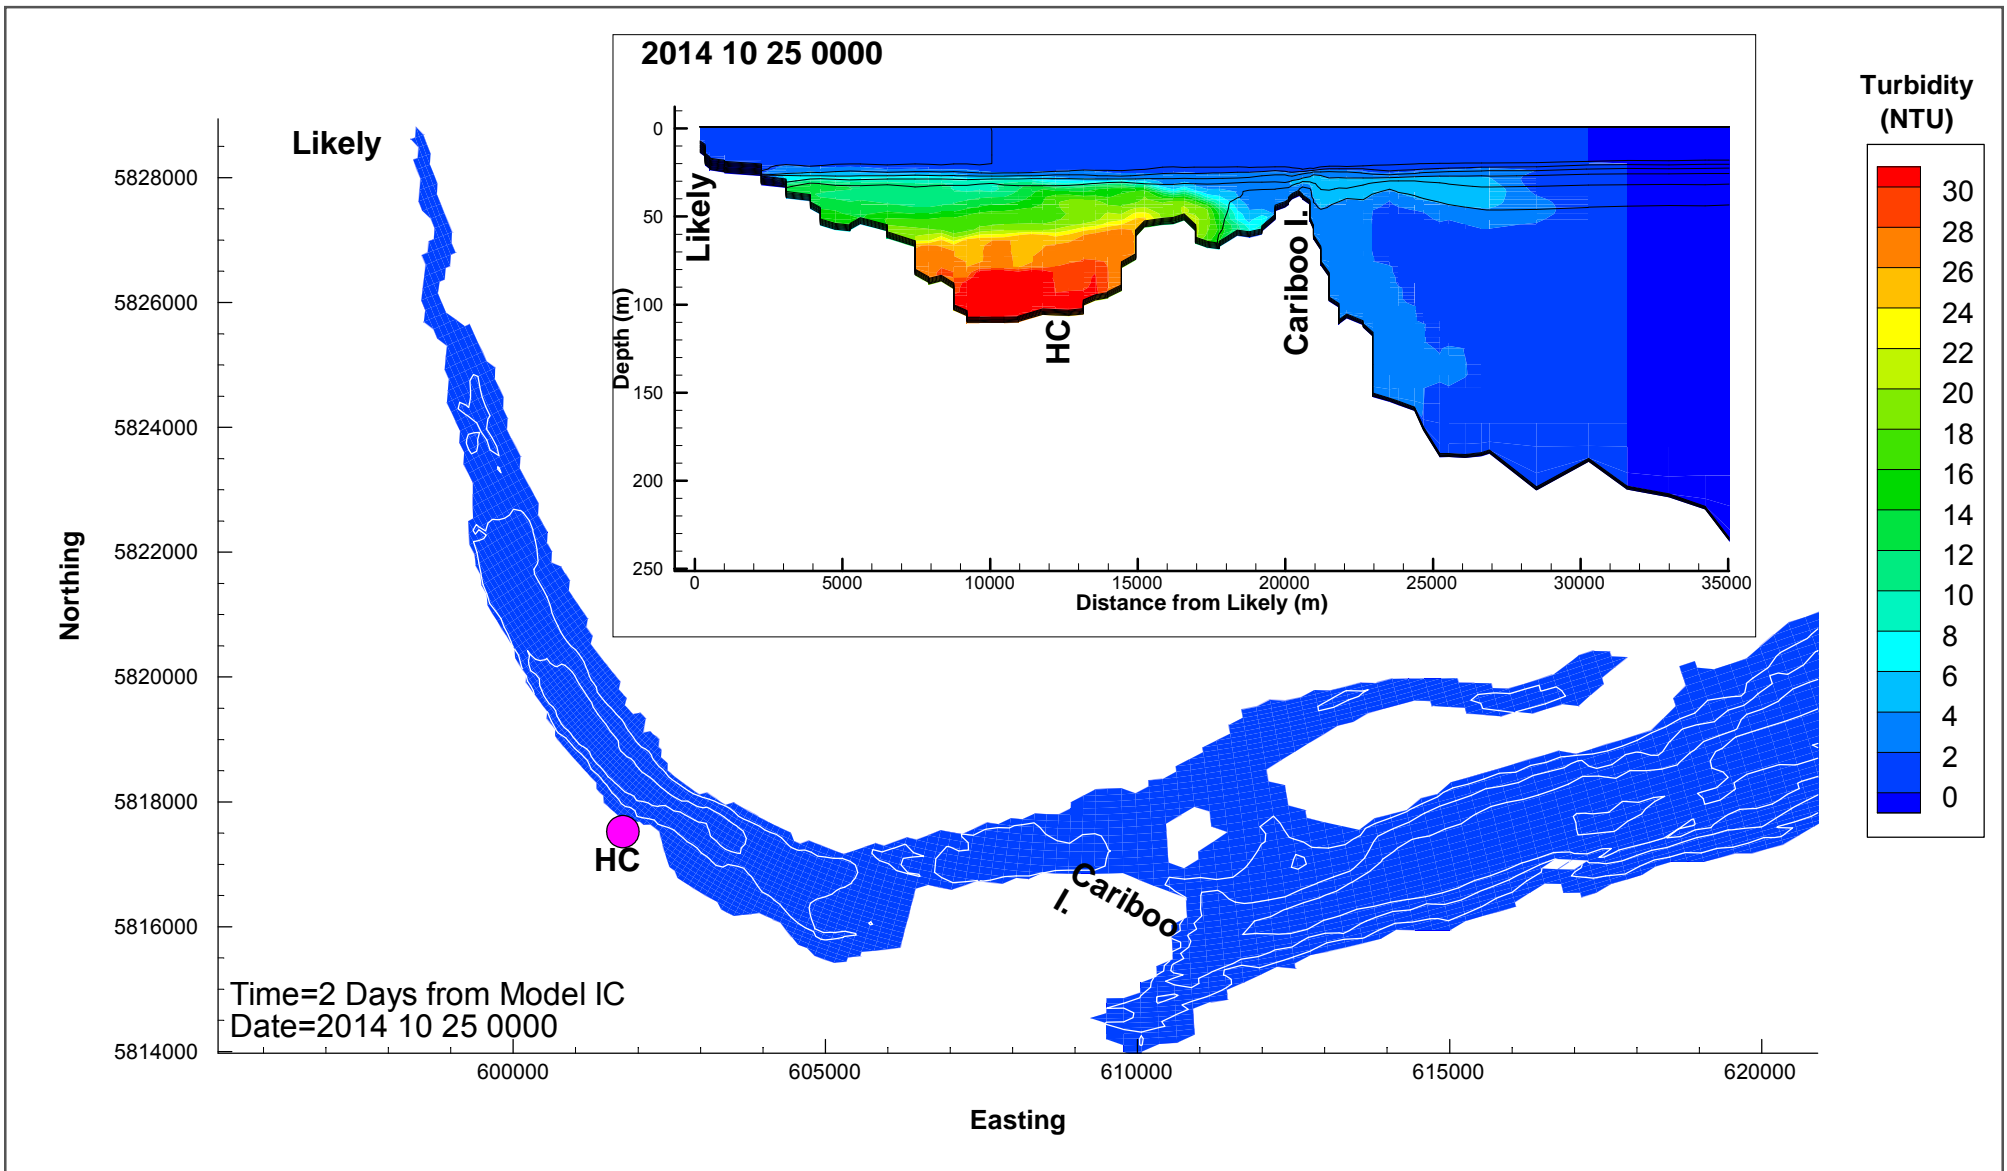 2014 10 25 0000
Turbidity
(NTU)
30
28
26
24
22
20
18
16
14
12
10
8
6
4
2
0
0
50
100
150
200
250
Depth (m)
Likely
HC
Cariboo I.
0
5000
10000
15000
20000
25000
30000
35000
Distance from Likely (m)
Likely
5828000
5826000
5824000
5822000
5820000
5818000
5816000
5814000
Northing
HC
Cariboo
I.
Time=2 Days from Model IC
Date=2014 10 25 0000
600000
605000
610000
615000
620000
Easting